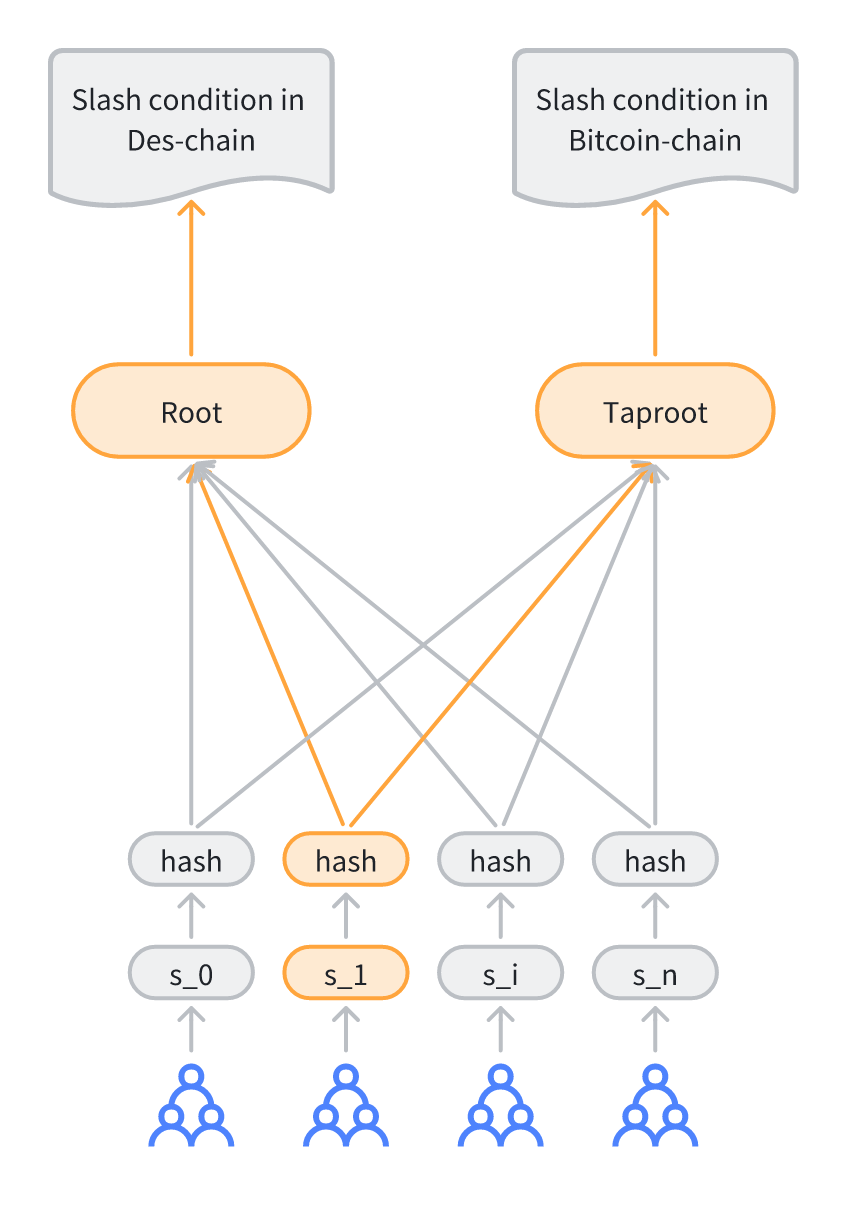 Slash condition in
Des-chain
Slash condition in
Bitcoin-chain
Root
Taproot
hash
hash
hash
hash
s_0
s_1
s_i
s_n